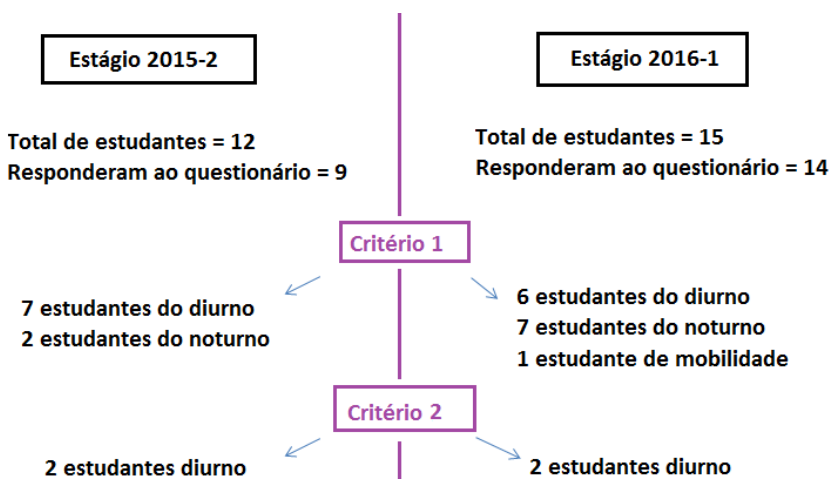 Estágio 2015-2
Estágio 2016-1
Total de estudantes = 12
Responderam ao questionário = 9
Total de estudantes = 15
Responderam ao questionário = 14
Critério 1
7 estudantes do diurno
2 estudantes do noturno
6 estudantes do diurno
7 estudantes do noturno
1 estudante de mobilidade
Critério 2
2 estudantes diurno
2 estudantes diurno